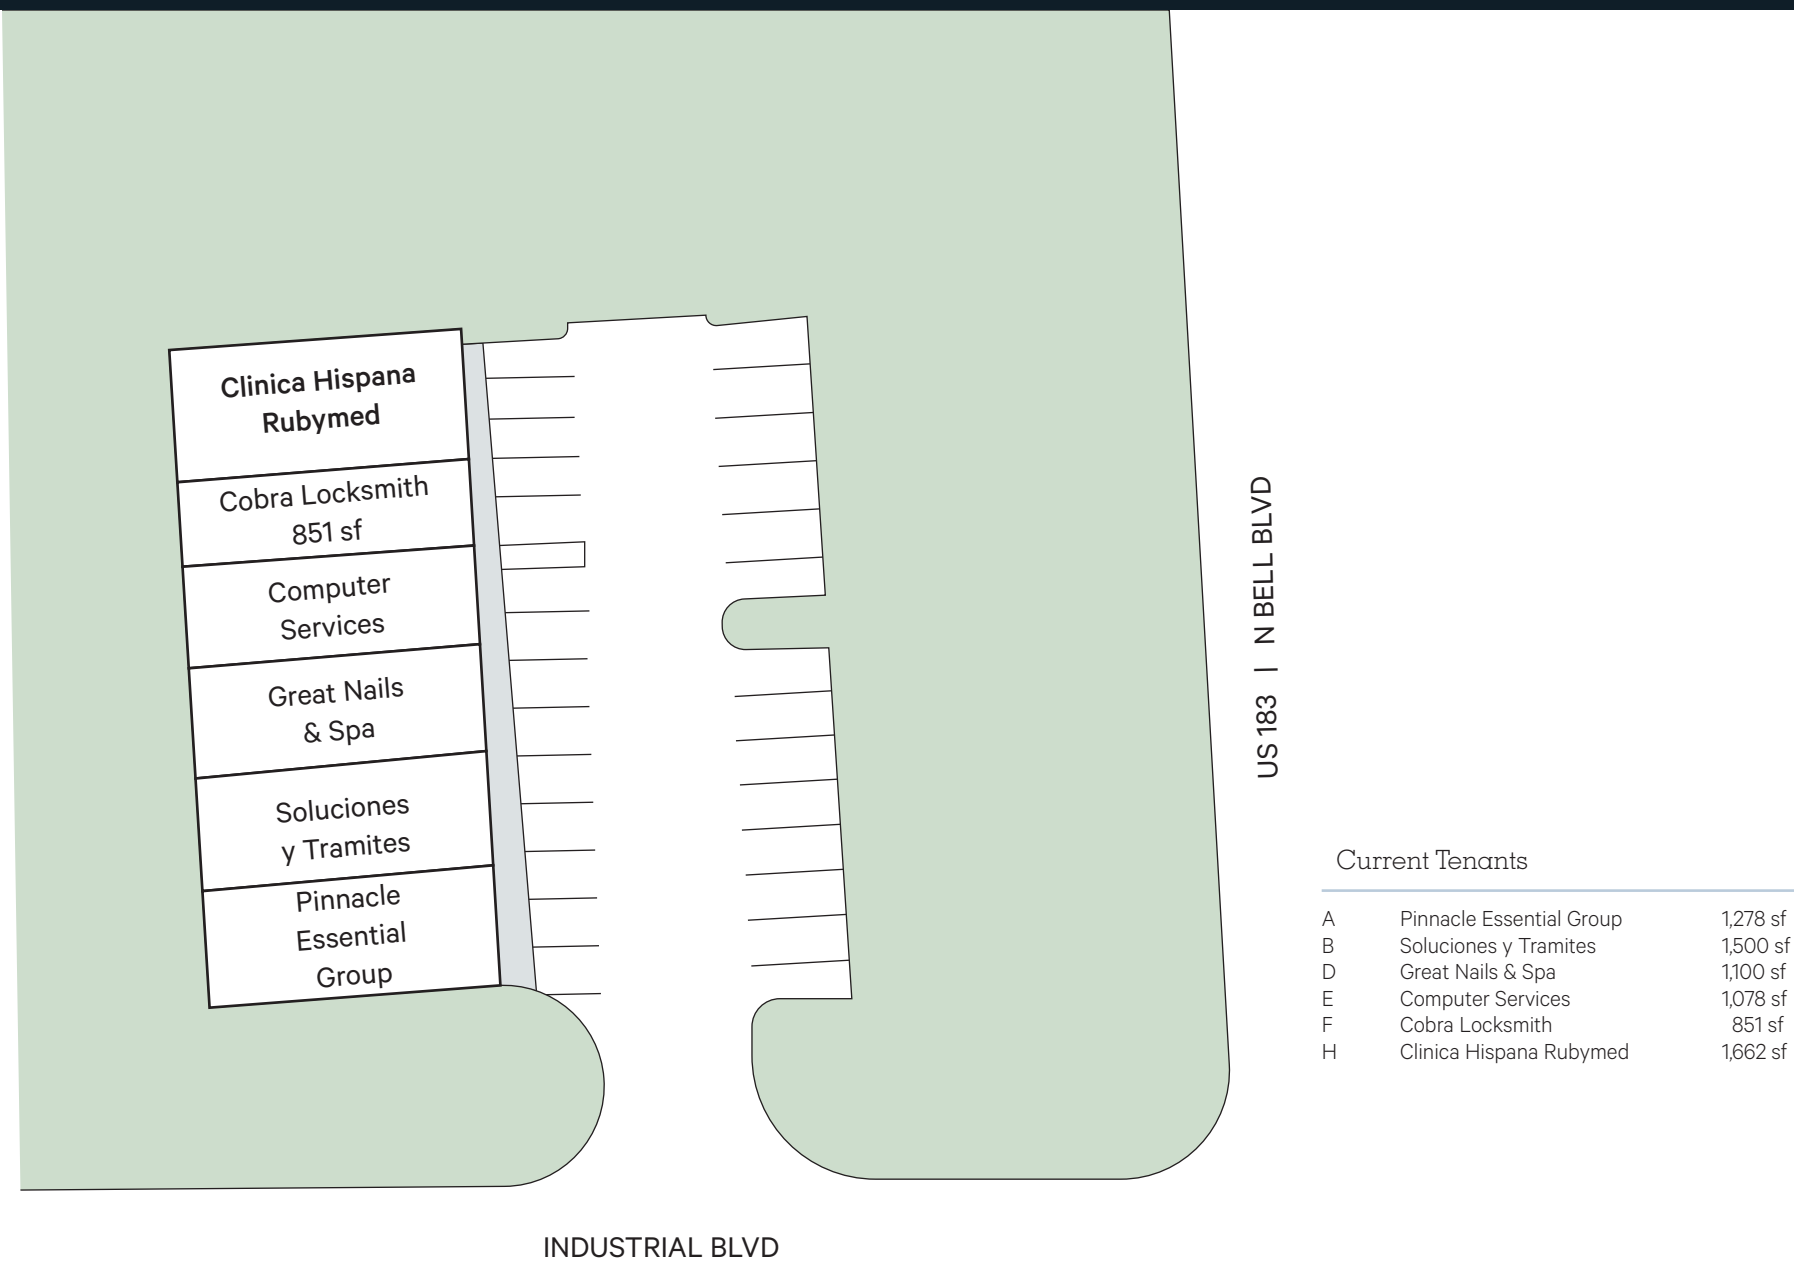 Clinica Hispana
Rubymed
Cobra Locksmith
851 sf
Computer
Services
Great Nails
& Spa
Soluciones
y Tramites
Pinnacle
Essential
Group
US 183 | N BELL BLVD
INDUSTRIAL BLVD
Current Tenants
A Pinnacle Essential Group 1,278 sf
B Soluciones y Tramites 1,500 sf
D Great Nails & Spa 1,100 sf
E Computer Services 1,078 sf
F Cobra Locksmith 851 sf
H Clinica Hispana Rubymed 1,662 sf